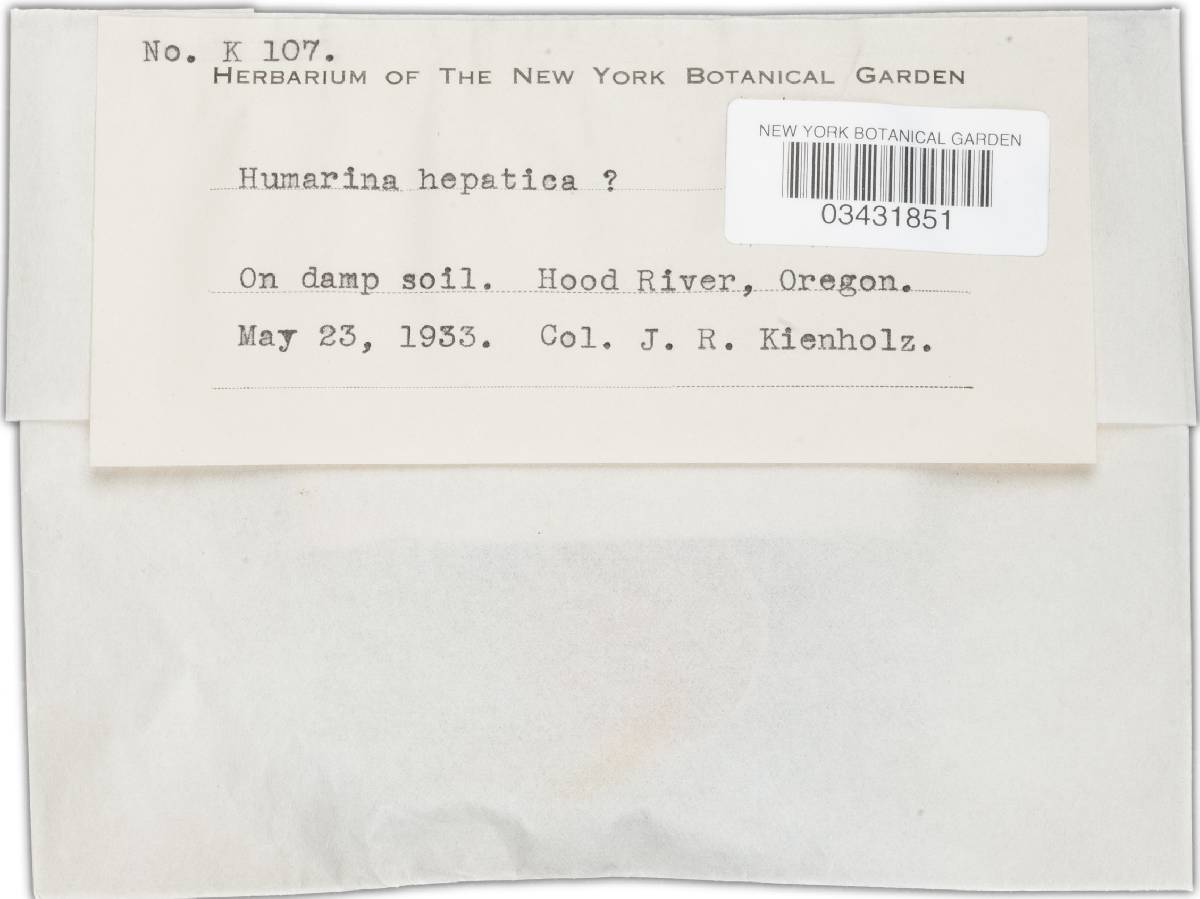 No. K 107.
HERBARIUM OF THE NEW YORK BOTANICAL GARDEN
NEW YORK BOTANICAL GARDEN
03431851
Humarina hepatica ?
On damp soil. Hood River, Oregon.
May 23, 1933. Col. J. R. Kienholz.